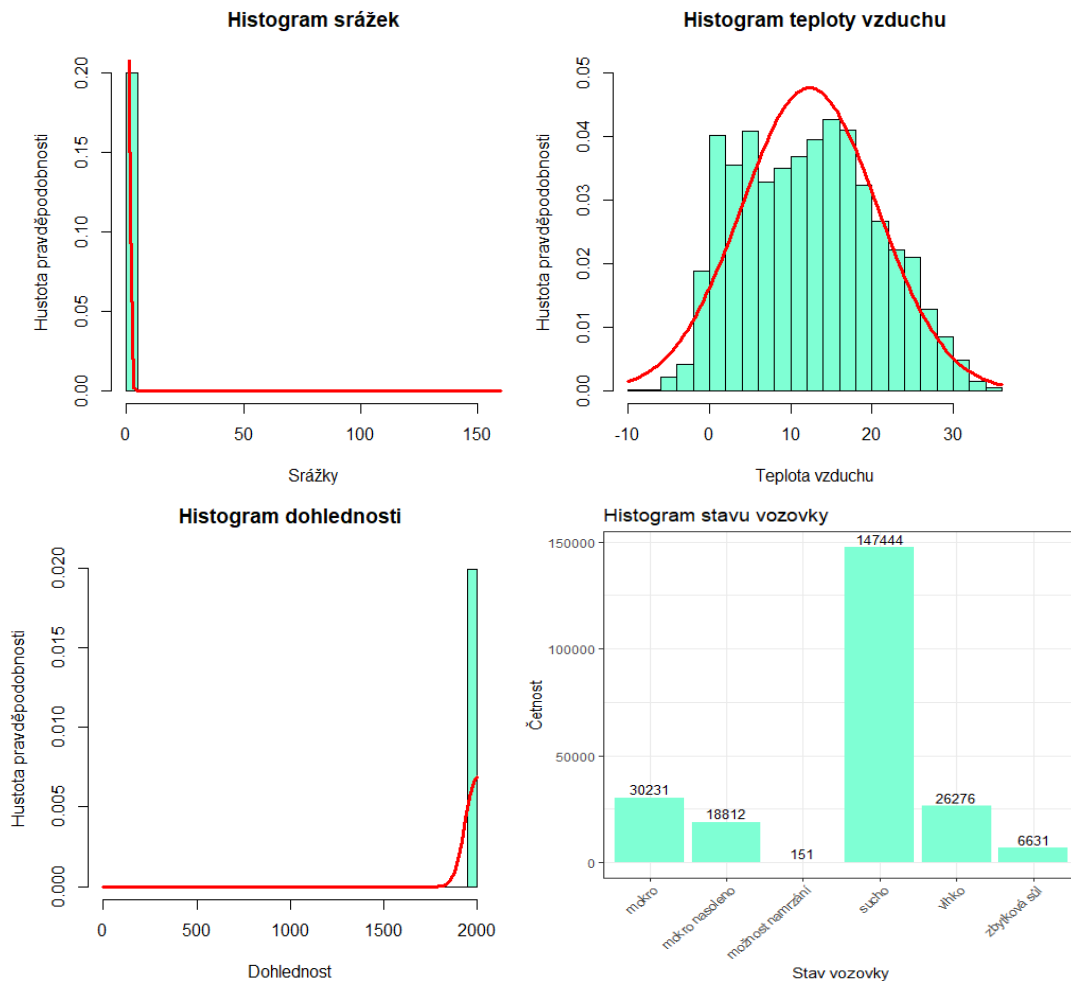 Histogram srážek
Hustota pravděpodobnosti
0.00 0.05 0.10 0.15 0.20
0 50 100 150
Srážky
Histogram teploty vzduchu
Hustota pravděpodobnosti
0.00 0.01 0.02 0.03 0.04 0.05
-10 0 10 20 30
Teplota vzduchu
Histogram dohlednosti
Hustota pravděpodobnosti
0.000 0.005 0.010 0.015 0.020
0 500 1000 1500 2000
Dohlednost
Histogram stavu vozovky
Četnost
150000
100000
50000
0
30231
18812
151
147444
26276
6631
mokro
mokro nasoleno
možnost namrzání
sucho
vlhko
zbytková sůl
Stav vozovky